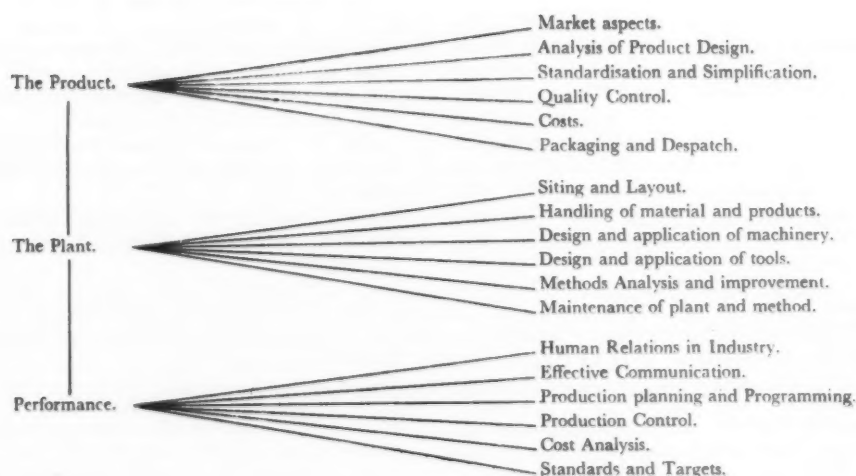 The Product.
Market aspects.
Analysis of Product Design.
Standardisation and Simplification.
Quality Control.
Costs.
Packaging and Despatch.
The Plant.
Siting and Layout.
Handling of material and products.
Design and application of machinery.
Design and application of tools.
Methods Analysis and improvement.
Maintenance of plant and method.
Performance.
Human Relations in Industry.
Effective Communication.
Production planning and Programming.
Production Control.
Cost Analysis.
Standards and Targets.